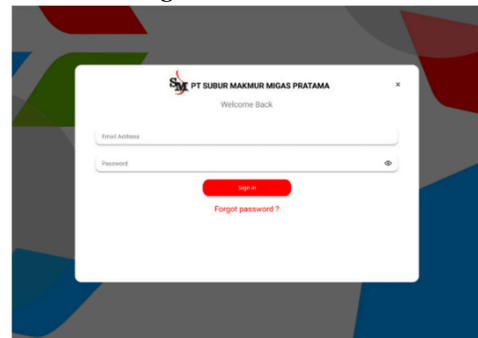 SM PT SUBUR MAKMUR MIGAS PRATAMA
×
Welcome Back
Email Address
Password
Sign in
Forgot password ?